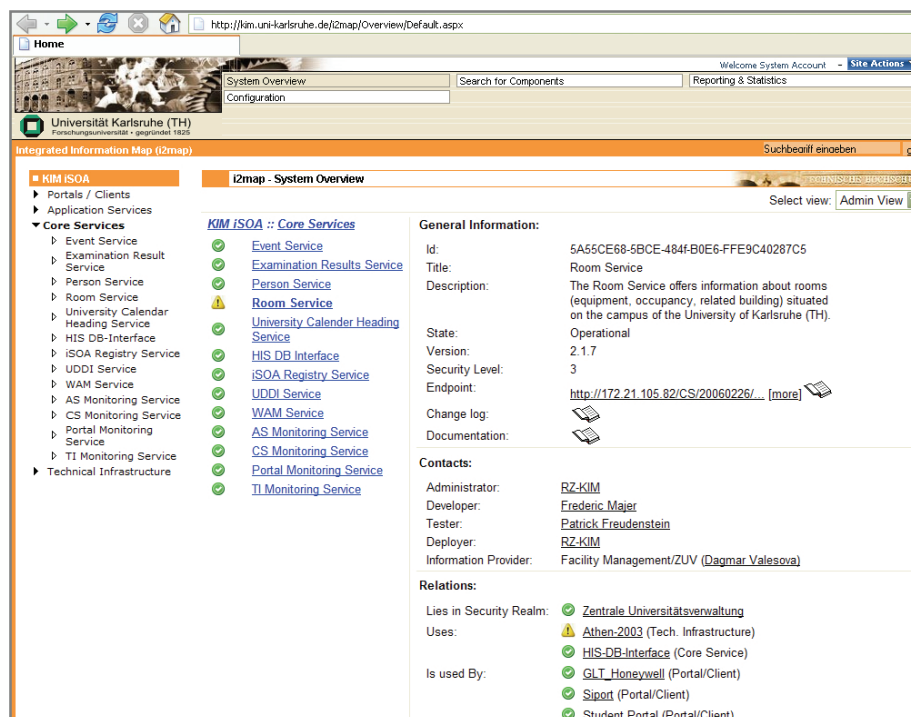 http://kim.uni-karlsruhe.de/i2map/Overview/Default.aspx
Home
Welcome System Account
Site Actions
System Overview
Search for Components
Reporting & Statistics
Configuration
Universität Karlsruhe (TH)
Forschungsuniversität • gegründet 1825
Integrated Information Map (i2map)
Suchbegriff eingeben
KIM iSOA
Portals / Clients
Application Services
Core Services
Event Service
Examination Result
Service
Person Service
Room Service
University Calendar
Heading Service
HIS DB-Interface
iSOA Registry Service
UDDI Service
WAM Service
AS Monitoring Service
CS Monitoring Service
Portal Monitoring
Service
TI Monitoring Service
Technical Infrastructure
i2map - System Overview
Select view: Admin View
KIM iSOA :: Core Services
Event Service
Examination Results Service
Person Service
Room Service
University Calender Heading
Service
HIS DB Interface
iSOA Registry Service
UDDI Service
WAM Service
AS Monitoring Service
CS Monitoring Service
Portal Monitoring Service
TI Monitoring Service
General Information:
Id: 5A55CE68-5BCE-484f-B0E6-FFE9C40287C5
Title: Room Service
Description: The Room Service offers information about rooms
(equipment, occupancy, related building) situated
on the campus of the University of Karlsruhe (TH).
State: Operational
Version: 2.1.7
Security Level: 3
Endpoint: http://172.21.105.82/CS/20060226/... [more]
Change log:
Documentation:
Contacts:
Administrator: RZ-KIM
Developer: Frederic Majer
Tester: Patrick Freudenstein
Deployer: RZ-KIM
Information Provider: Facility Management/ZUV (Dagmar Valesova)
Relations:
Lies in Security Realm: Zentrale Universitätsverwaltung
Uses: Athen-2003 (Tech. Infrastructure)
HIS-DB-Interface (Core Service)
Is used By: GLT_Honeywell (Portal/Client)
Siport (Portal/Client)
Student Portal (Portal/Client)